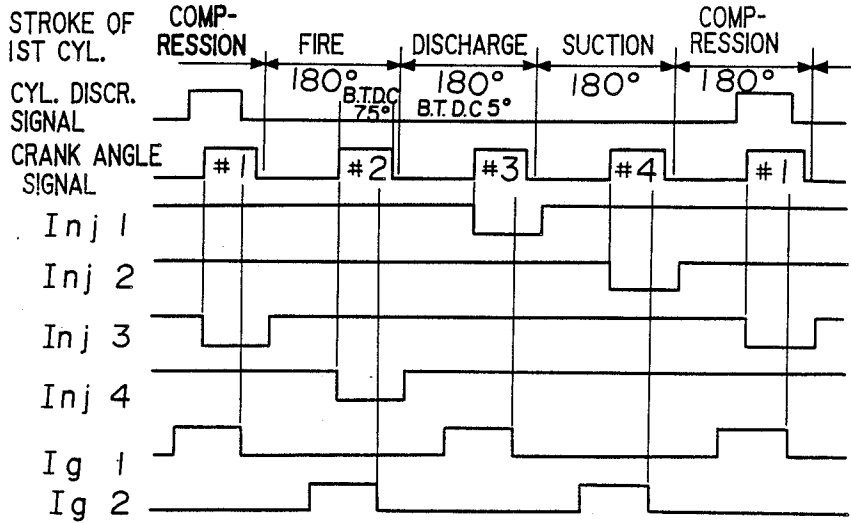 STROKE OF 1ST CYL.
COMP-RESSION
FIRE
DISCHARGE
SUCTION
COMP-RESSION
180°
180°
180°
180°
CYL. DISCR. SIGNAL
B.T.D.C 75°
B.T.D.C 5°
CRANK ANGLE SIGNAL
#1
#2
#3
#4
#1
Inj 1
Inj 2
Inj 3
Inj 4
Ig 1
Ig 2